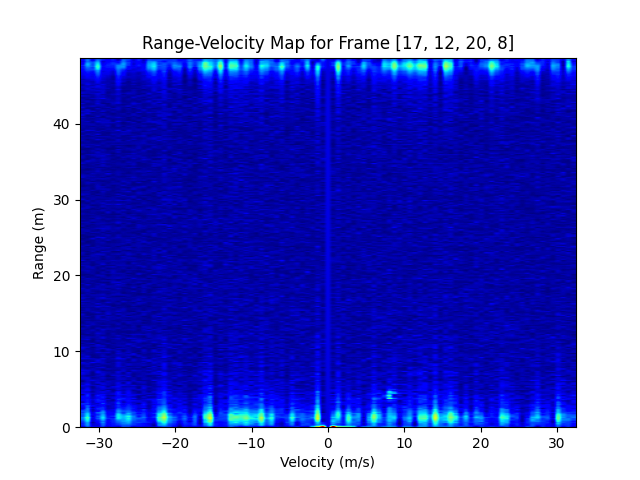 Range-Velocity Map for Frame [17, 12, 20, 8]
40
30
20
10
0
Range (m)
−30 −20 −10 0 10 20 30
Velocity (m/s)